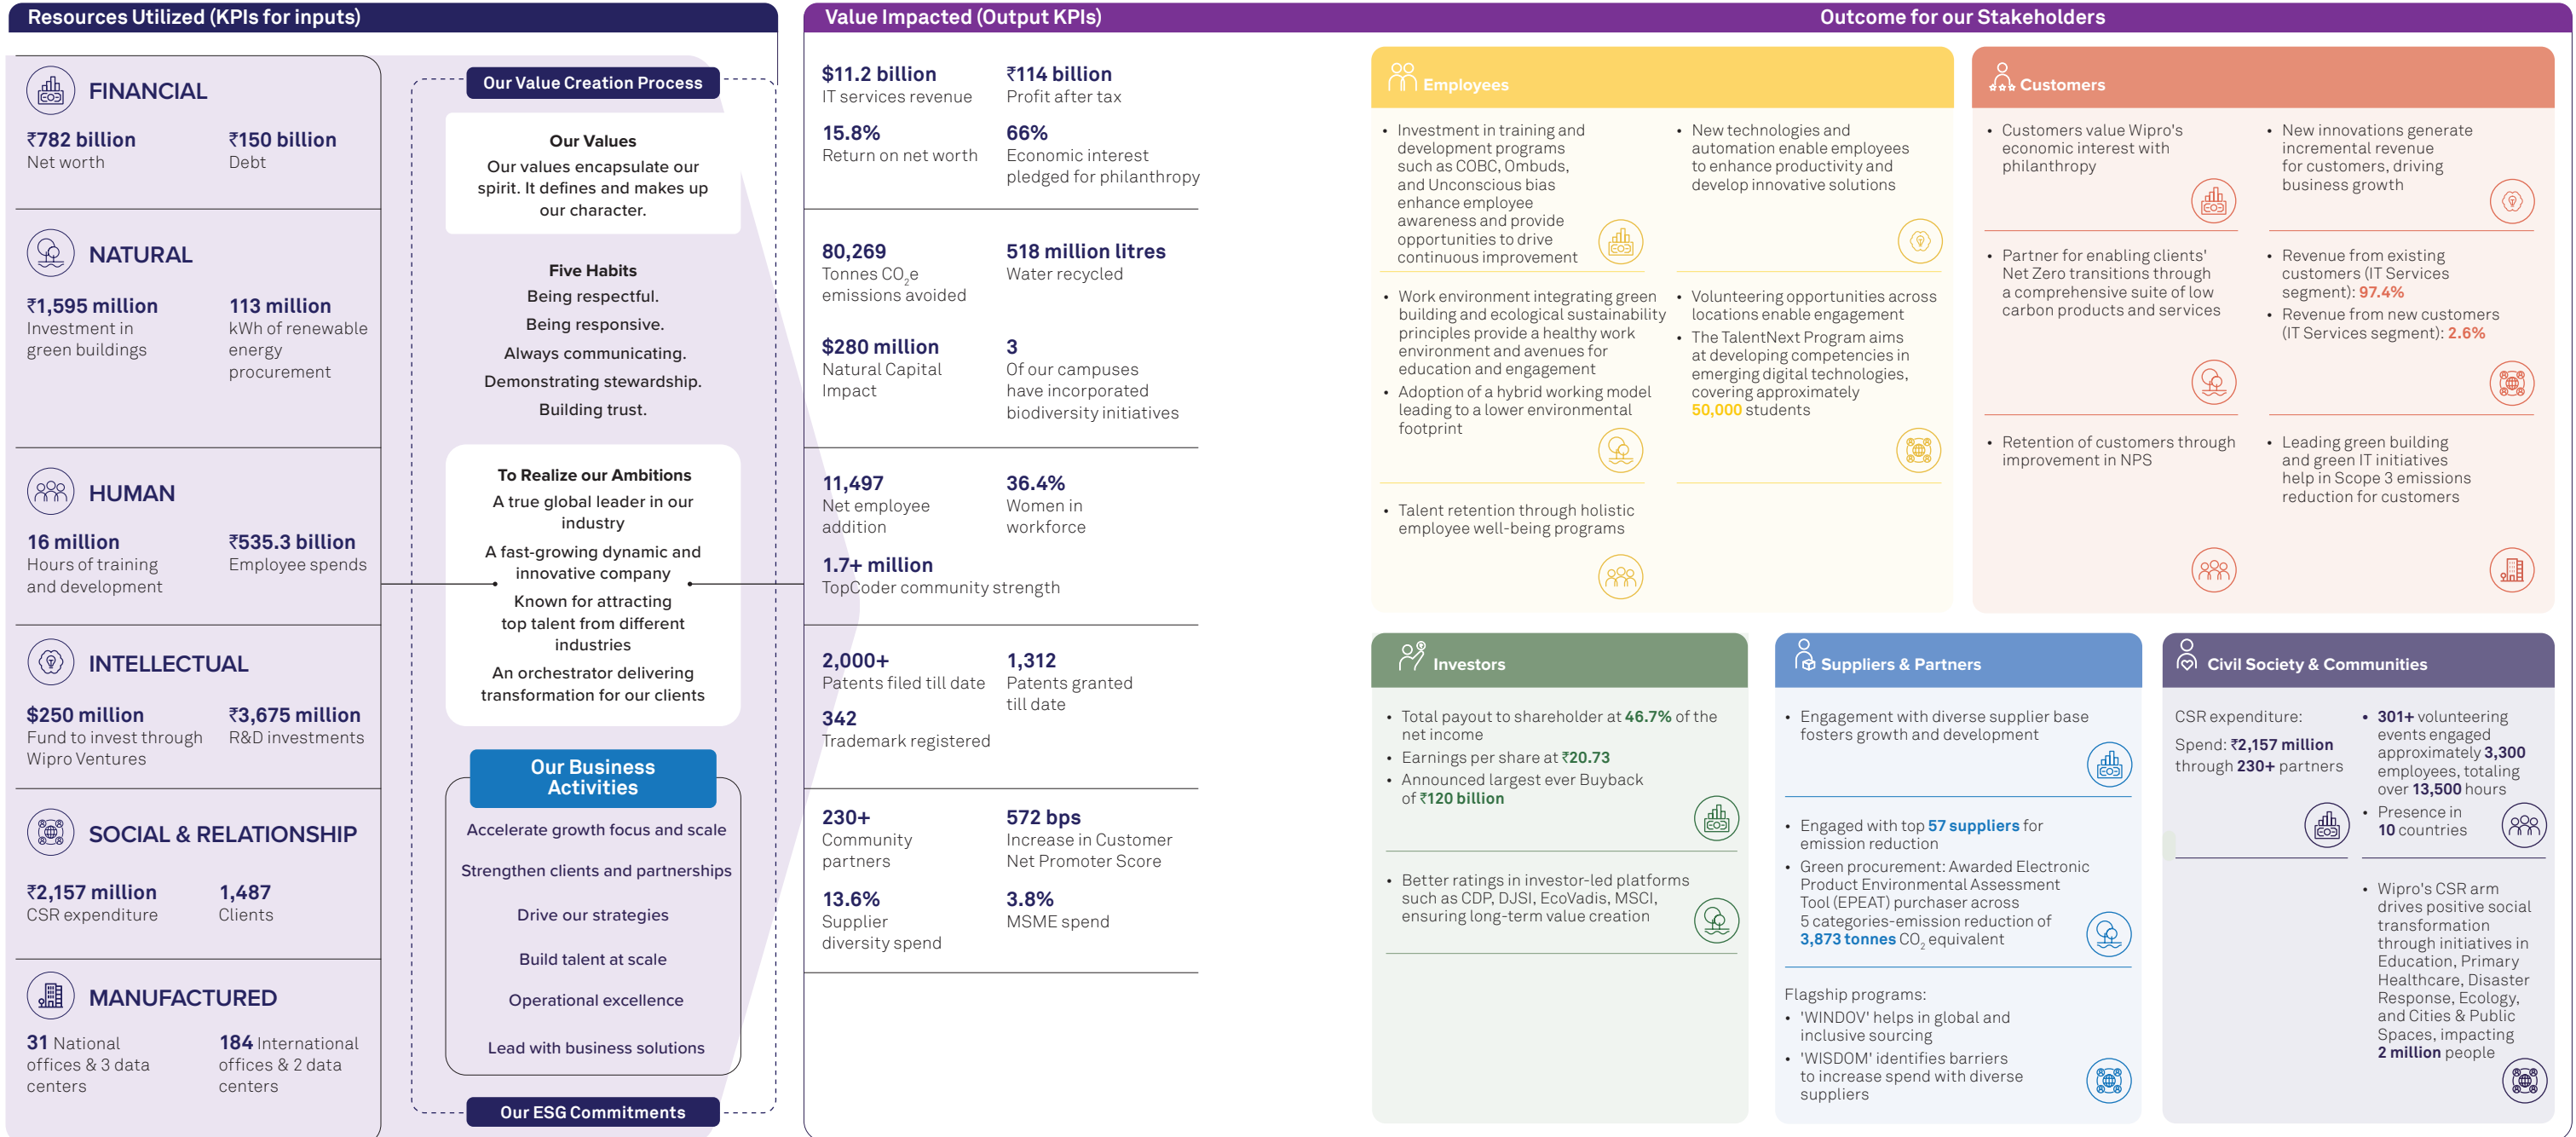 Resources Utilized (KPIs for inputs)
FINANCIAL
₹782 billion
Net worth
₹150 billion
Debt
NATURAL
₹1,595 million
Investment in
green buildings
113 million
kWh of renewable
energy
procurement
HUMAN
16 million
Hours of training
and development
₹535.3 billion
Employee spends
INTELLECTUAL
$250 million
Fund to invest through
Wipro Ventures
₹3,675 million
R&D investments
SOCIAL & RELATIONSHIP
₹2,157 million
CSR expenditure
1,487
Clients
MANUFACTURED
31 National
offices & 3 data
centers
184 International
offices & 2 data
centers
Our Value Creation Process
Our Values
Our values encapsulate our
spirit. It defines and makes up
our character.
Five Habits
Being respectful.
Being responsive.
Always communicating.
Demonstrating stewardship.
Building trust.
To Realize our Ambitions
A true global leader in our
industry
A fast-growing dynamic and
innovative company
Known for attracting
top talent from different
industries
An orchestrator delivering
transformation for our clients
Our Business
Activities
Accelerate growth focus and scale
Strengthen clients and partnerships
Drive our strategies
Build talent at scale
Operational excellence
Lead with business solutions
Our ESG Commitments
Value Impacted (Output KPIs)
$11.2 billion
IT services revenue
₹114 billion
Profit after tax
15.8%
Return on net worth
66%
Economic interest
pledged for philanthropy
80,269
Tonnes CO₂e
emissions avoided
518 million litres
Water recycled
$280 million
Natural Capital
Impact
3
Of our campuses
have incorporated
biodiversity initiatives
11,497
Net employee
addition
36.4%
Women in
workforce
1.7+ million
TopCoder community strength
2,000+
Patents filed till date
1,312
Patents granted
till date
342
Trademark registered
230+
Community
partners
572 bps
Increase in Customer
Net Promoter Score
13.6%
Supplier
diversity spend
3.8%
MSME spend
Outcome for our Stakeholders
Employees
• Investment in training and
development programs
such as COBC, Ombuds,
and Unconscious bias
enhance employee
awareness and provide
opportunities to drive
continuous improvement
• New technologies and
automation enable employees
to enhance productivity and
develop innovative solutions
• Work environment integrating green
building and ecological sustainability
principles provide a healthy work
environment and avenues for
education and engagement
• Adoption of a hybrid working model
leading to a lower environmental
footprint
• Volunteering opportunities across
locations enable engagement
• The TalentNext Program aims
at developing competencies in
emerging digital technologies,
covering approximately
50,000 students
• Talent retention through holistic
employee well-being programs
Customers
• Customers value Wipro's
economic interest with
philanthropy
• New innovations generate
incremental revenue
for customers, driving
business growth
• Partner for enabling clients'
Net Zero transitions through
a comprehensive suite of low
carbon products and services
• Revenue from existing
customers (IT Services
segment): 97.4%
• Revenue from new customers
(IT Services segment): 2.6%
• Retention of customers through
improvement in NPS
• Leading green building
and green IT initiatives
help in Scope 3 emissions
reduction for customers
Investors
• Total payout to shareholder at 46.7% of the
net income
• Earnings per share at ₹20.73
• Announced largest ever Buyback
of ₹120 billion
• Better ratings in investor-led platforms
such as CDP, DJSI, EcoVadis, MSCI,
ensuring long-term value creation
Suppliers & Partners
• Engagement with diverse supplier base
fosters growth and development
• Engaged with top 57 suppliers for
emission reduction
• Green procurement: Awarded Electronic
Product Environmental Assessment
Tool (EPEAT) purchaser across
5 categories-emission reduction of
3,873 tonnes CO₂ equivalent
Flagship programs:
• 'WINDOV' helps in global and
inclusive sourcing
• 'WISDOM' identifies barriers
to increase spend with diverse
suppliers
Civil Society & Communities
CSR expenditure:
Spend: ₹2,157 million
through 230+ partners
• 301+ volunteering
events engaged
approximately 3,300
employees, totaling
over 13,500 hours
• Presence in
10 countries
• Wipro's CSR arm
drives positive social
transformation
through initiatives in
Education, Primary
Healthcare, Disaster
Response, Ecology,
and Cities & Public
Spaces, impacting
2 million people